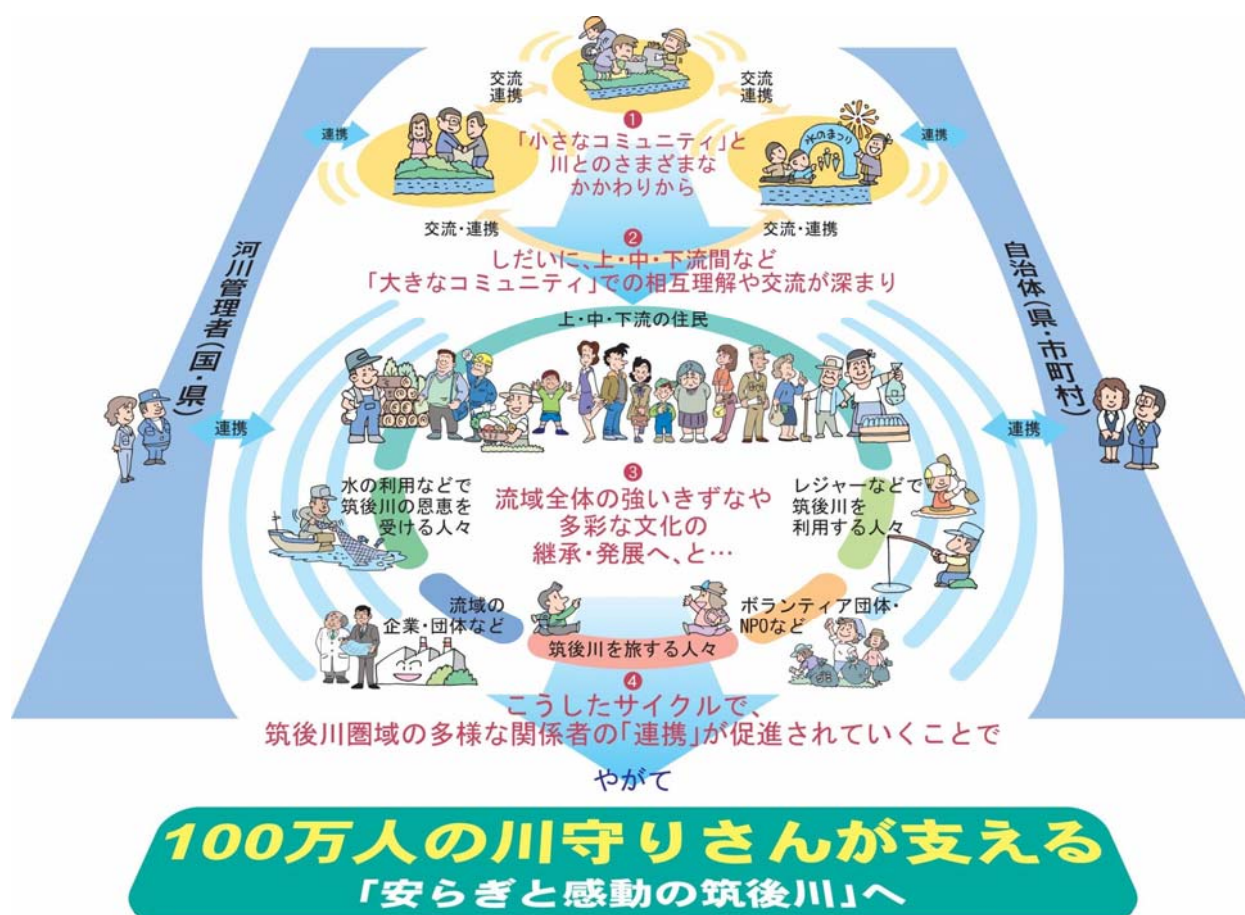 交流
連携
交流
連携
連携
水のまつり
連携
❶
「小さなコミュニティ」と
川とのさまざまな
かかわりから
交流・連携
交流・連携
❷
しだいに、上・中・下流間など
「大きなコミュニティ」での相互理解や交流が深まり
河川管理者(国・県)
自治体(県・市町村)
上・中・下流の住民
連携
連携
水の利用などで
筑後川の恩恵を
受ける人々
❸
流域全体の強いきずなや
多彩な文化の
継承・発展へ、と…
レジャーなどで
筑後川を
利用する人々
流域の
企業・団体など
筑後川を旅する人々
ボランティア団体・
NPOなど
❹
こうしたサイクルで、
筑後川圏域の多様な関係者の「連携」が促進されていくことで
やがて
100万人の川守りさんが支える
「安らぎと感動の筑後川」へ